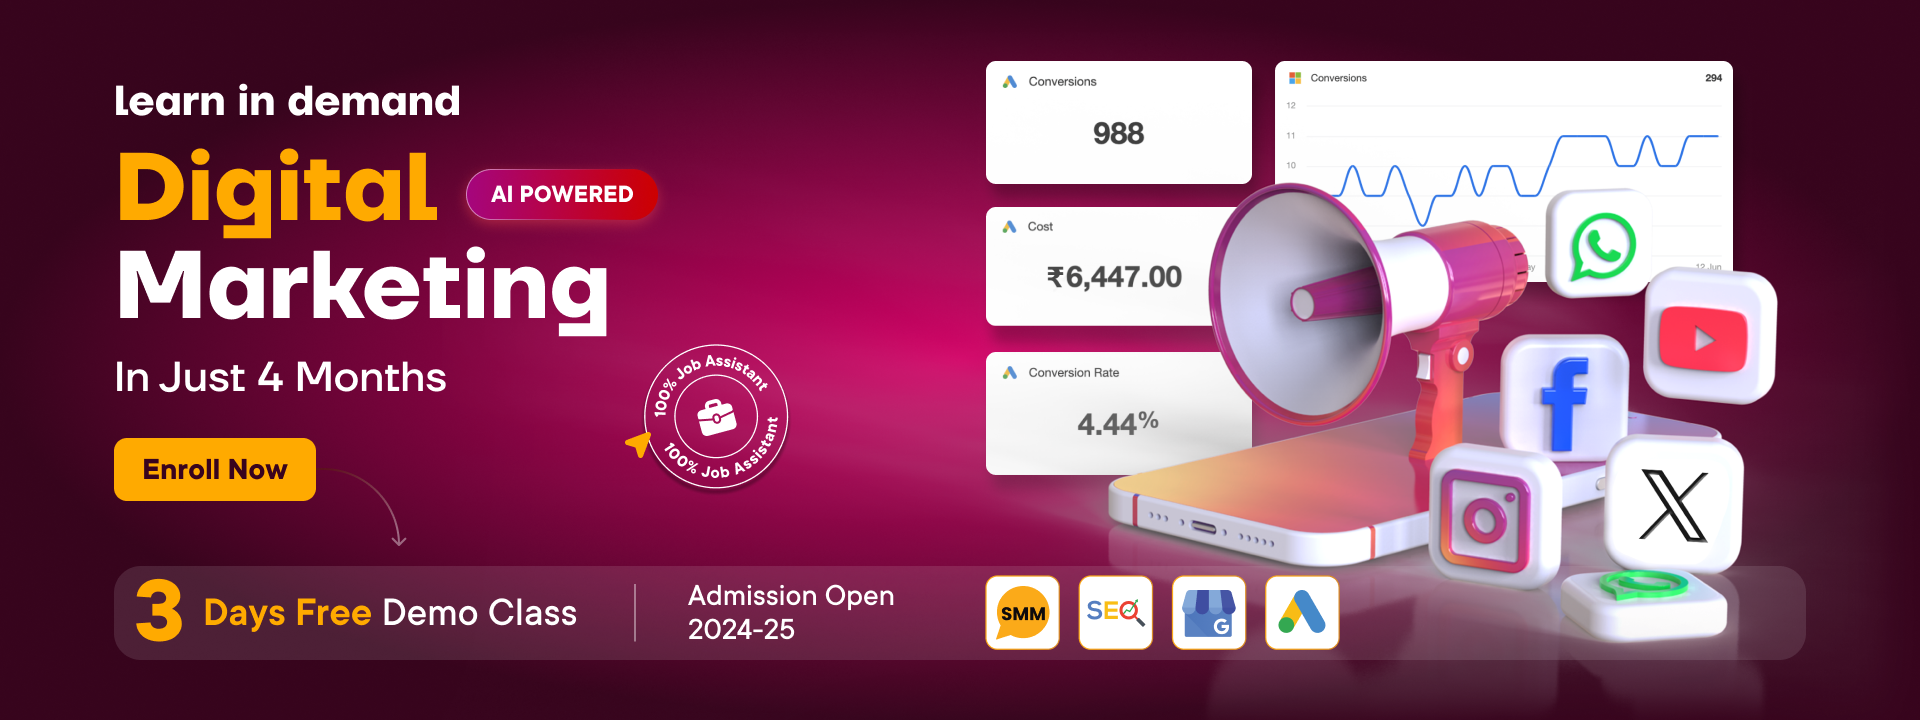 Learn in demand
Digital
AI POWERED
Marketing
In Just 4 Months
100% Job Assistant
100% Job Assistant
Enroll Now
3 Days Free Demo Class
Admission Open
2024-25
Conversions
988
Cost
₹6,447.00
Conversion Rate
4.44%
Conversions
294
12
11
10
12 Jun
SMM
SEO
G